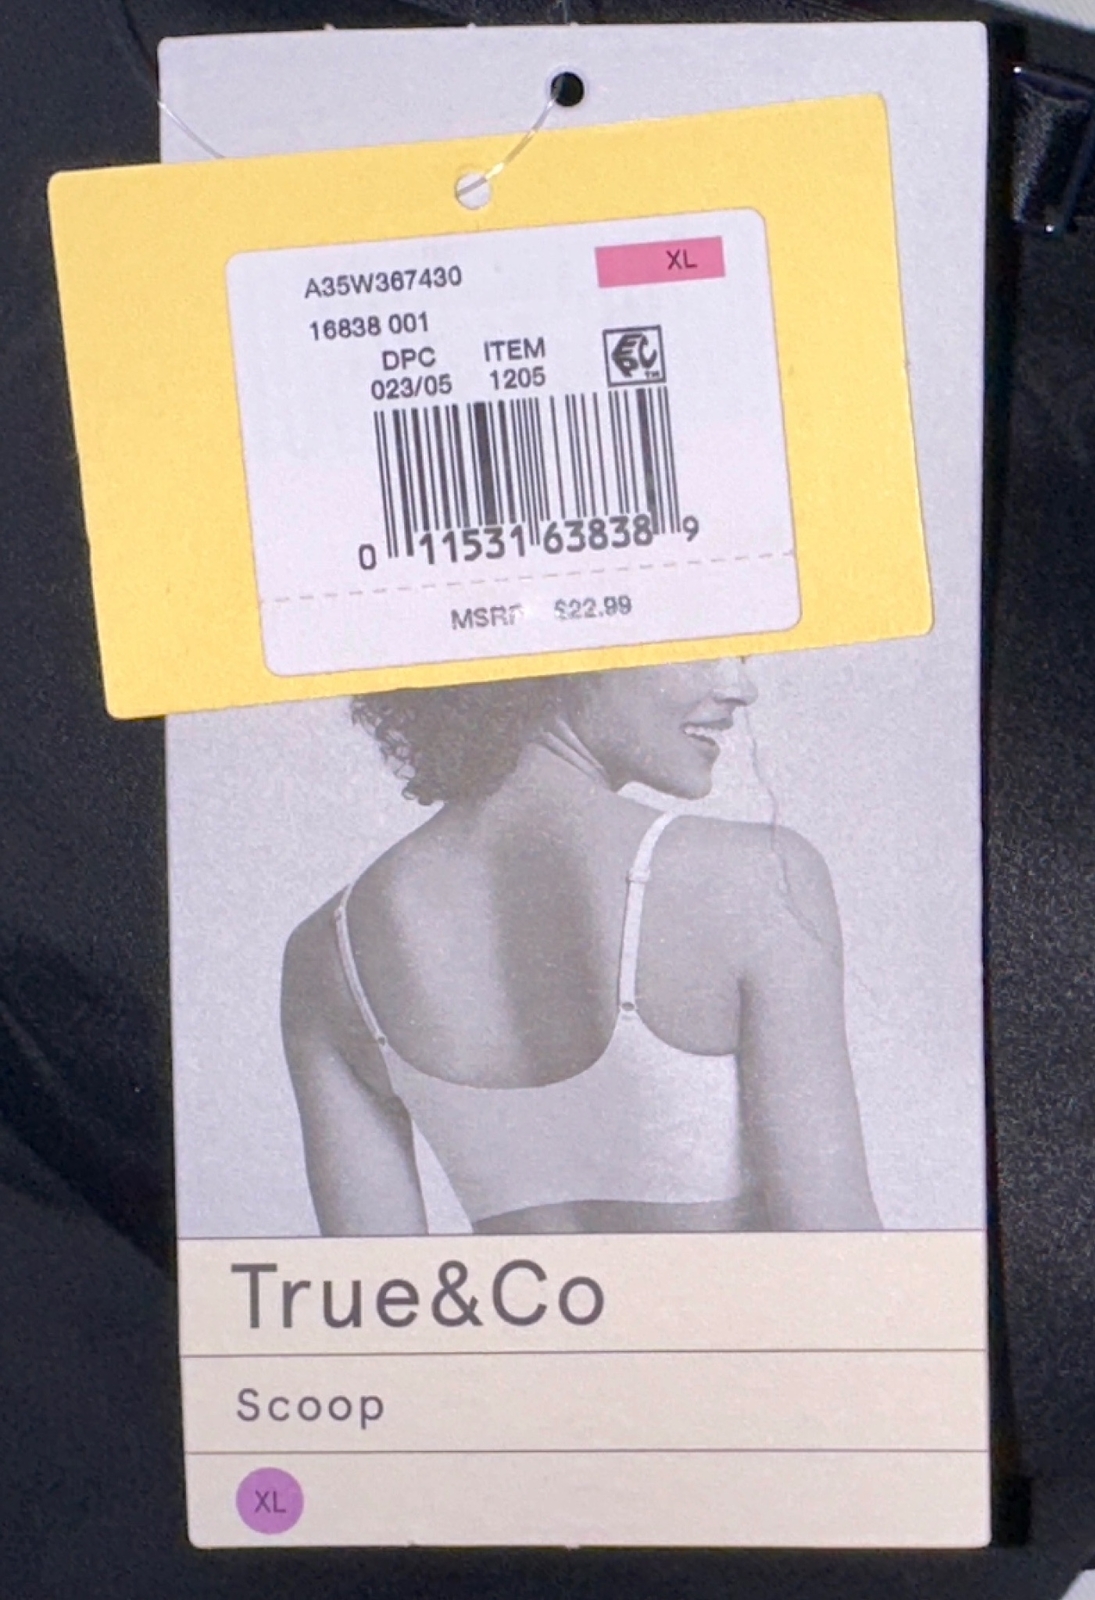 A35W367430
XL
16838 001
DPC ITEM
023/05 1205
EPC™
0 11531 63838 9
MSRP $22.99
True&Co
Scoop
XL